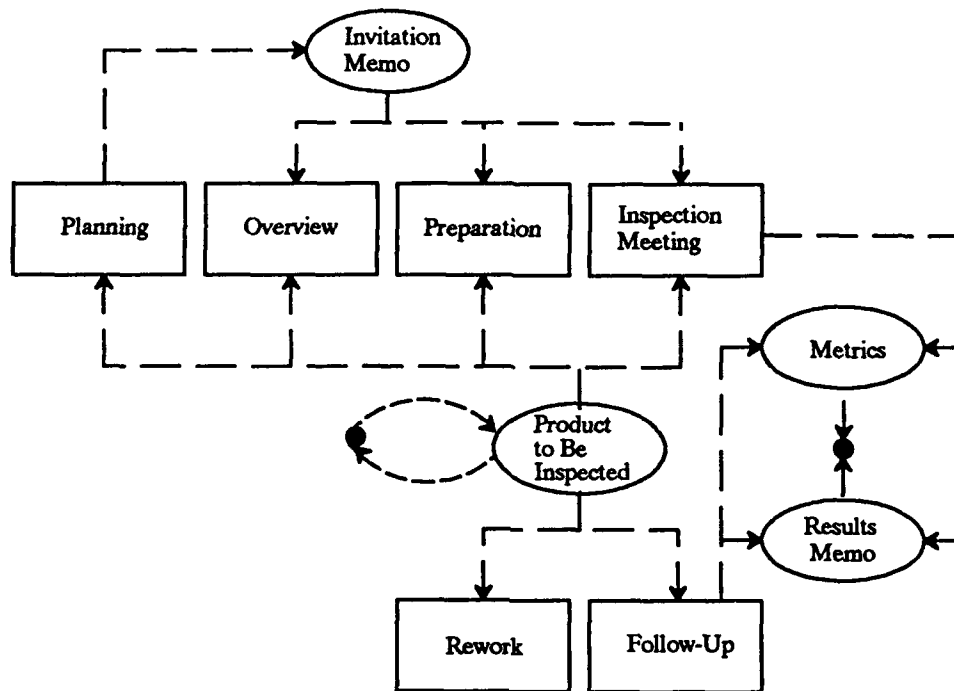 Invitation
Memo
Planning
Overview
Preparation
Inspection
Meeting
Metrics
Product
to Be
Inspected
Results
Memo
Rework
Follow-Up